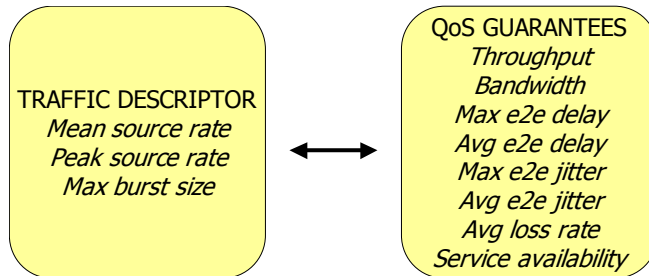 TRAFFIC DESCRIPTOR
Mean source rate
Peak source rate
Max burst size
QoS GUARANTEES
Throughput
Bandwidth
Max e2e delay
Avg e2e delay
Max e2e jitter
Avg e2e jitter
Avg loss rate
Service availability